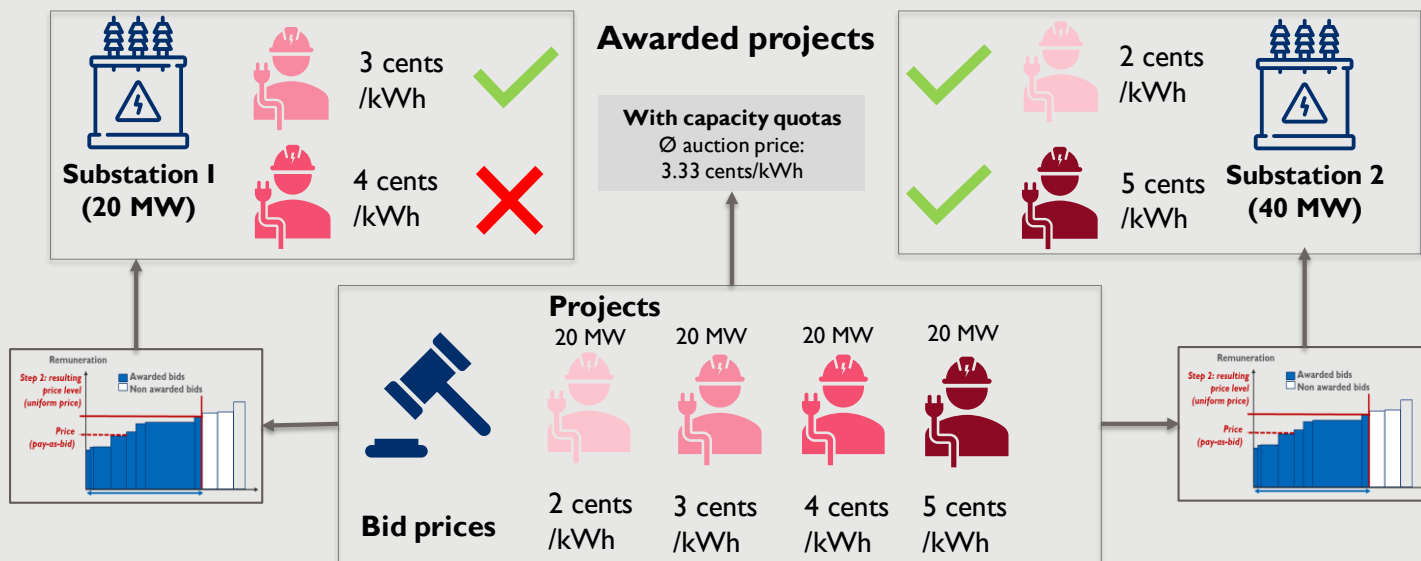 Awarded projects
3 cents
/kWh
4 cents
/kWh
Substation 1
(20 MW)
With capacity quotas
Ø auction price:
3.33 cents/kWh
2 cents
/kWh
5 cents
/kWh
Substation 2
(40 MW)
Projects
20 MW
20 MW
20 MW
20 MW
Bid prices
2 cents
/kWh
3 cents
/kWh
4 cents
/kWh
5 cents
/kWh
Remuneration
Step 2: resulting
price level
(uniform price)
Price
(pay-as-bid)
Awarded bids
Non awarded bids
Remuneration
Step 2: resulting
price level
(uniform price)
Price
(pay-as-bid)
Awarded bids
Non awarded bids